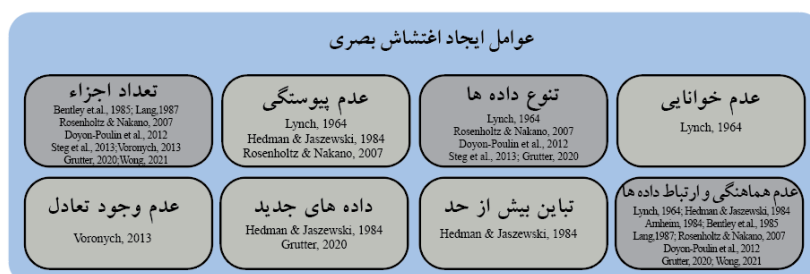 عوامل ایجاد اغتشاش بصری
عدم خوانایی
Lynch, 1964
تنوع داده ها
Lynch, 1964
Rosenholtz & Nakano, 2007
Doyon-Poulin et al., 2012
Steg et al., 2013; Grutter, 2020
عدم پیوستگی
Lynch, 1964
Hedman & Jaszewski, 1984
Rosenholtz & Nakano, 2007
تعداد اجزاء
Bentley et.al., 1985; Lang,1987
Rosenholtz & Nakano, 2007
Doyon-Poulin et al., 2012
Steg et al., 2013;Voronych, 2013
Grutter, 2020;Wong, 2021
عدم هماهنگی و ارتباط داده ها
Lynch, 1964; Hedman & Jaszewski, 1984
Arnheim, 1984; Bentley et al., 1985
Lang,1987; Rosenholtz & Nakano, 2007
Doyon-Poulin et al., 2012
Grutter, 2020; Wong, 2021
تباین بیش از حد
Hedman & Jaszewski, 1984
داده های جدید
Hedman & Jaszewski, 1984
Grutter, 2020
عدم وجود تعادل
Voronych, 2013